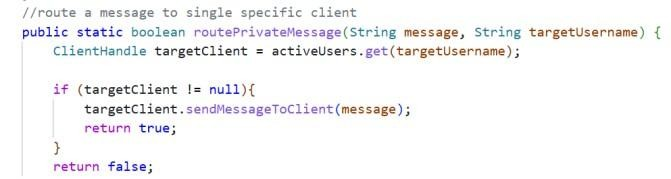 //route a message to single specific client
public static boolean routePrivateMessage(String message, String targetUsername) {
    ClientHandle targetClient = activeUsers.get(targetUsername);

    if (targetClient != null){
        targetClient.sendMessageToClient(message);
        return true;
    }
    return false;